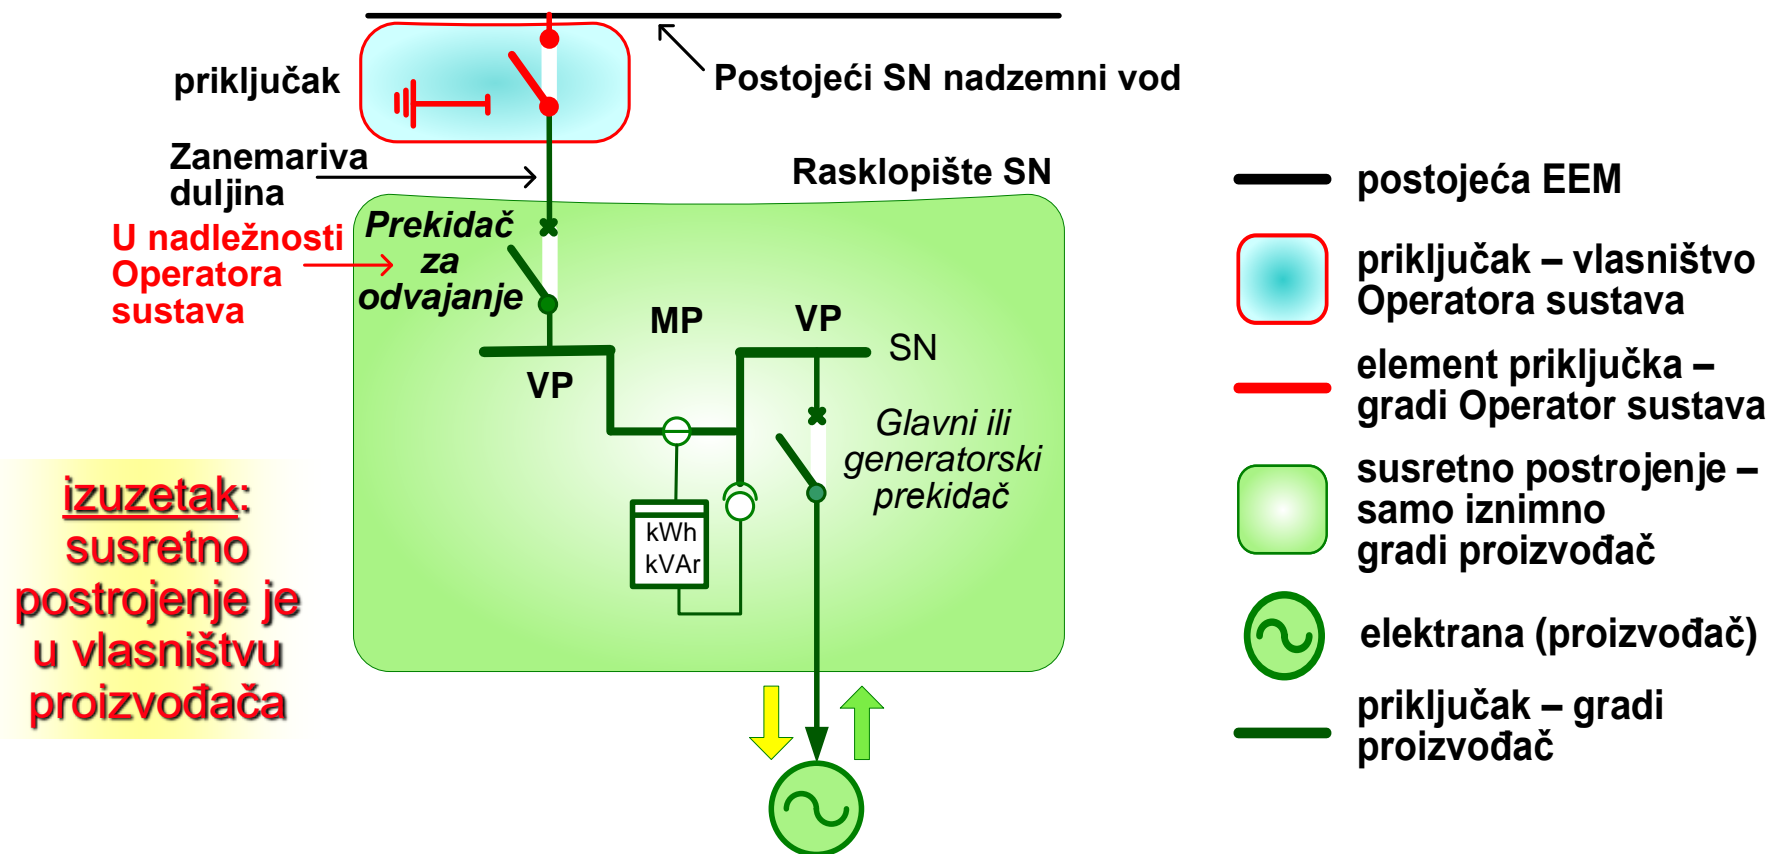 priključak
Postojeći SN nadzemni vod
Zanemariva
duljina
Rasklopište SN
U nadležnosti
Operatora
sustava
Prekidač
za
odvajanje
MP
VP
SN
VP
Glavni ili
generatorski
prekidač
kWh
kVAr
izuzetak:
susretno
postrojenje je
u vlasništvu
proizvođača
postojeća EEM
priključak – vlasništvo
Operatora sustava
element priključka –
gradi Operator sustava
susretno postrojenje –
samo iznimno
gradi proizvođač
elektrana (proizvođač)
priključak – gradi
proizvođač